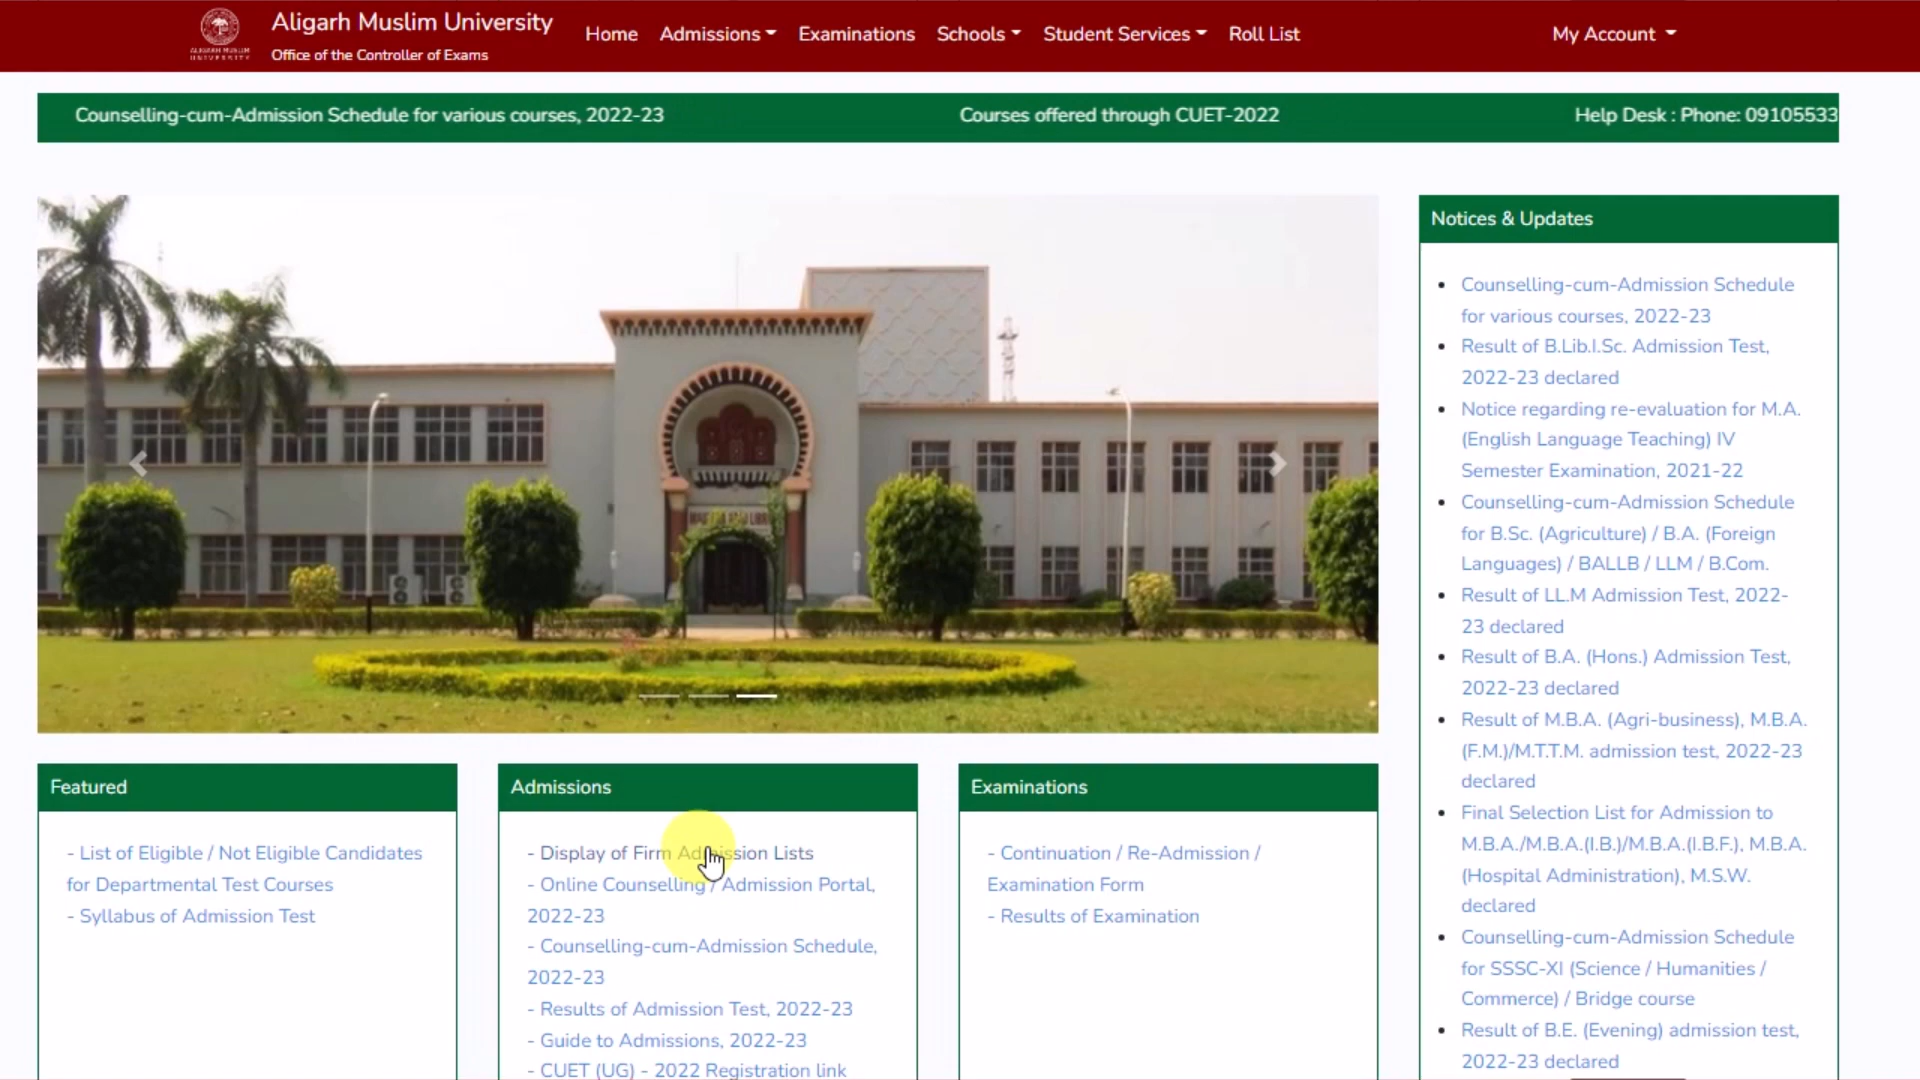 Aligarh Muslim University
Office of the Controller of Exams
ALIGARH MUSLIM
UNIVERSITY
Home
Admissions
Examinations
Schools
Student Services
Roll List
My Account
Counselling-cum-Admission Schedule for various courses, 2022-23
Courses offered through CUET-2022
Help Desk : Phone: 09105533
Featured
- List of Eligible / Not Eligible Candidates
for Departmental Test Courses
- Syllabus of Admission Test
Admissions
- Display of Firm Admission Lists
- Online Counselling / Admission Portal,
2022-23
- Counselling-cum-Admission Schedule,
2022-23
- Results of Admission Test, 2022-23
- Guide to Admissions, 2022-23
- CUET (UG) - 2022 Registration link
Examinations
- Continuation / Re-Admission /
Examination Form
- Results of Examination
Notices & Updates
Counselling-cum-Admission Schedule
for various courses, 2022-23
Result of B.Lib.I.Sc. Admission Test,
2022-23 declared
Notice regarding re-evaluation for M.A.
(English Language Teaching) IV
Semester Examination, 2021-22
Counselling-cum-Admission Schedule
for B.Sc. (Agriculture) / B.A. (Foreign
Languages) / BALLB / LLM / B.Com.
Result of LL.M Admission Test, 2022-
23 declared
Result of B.A. (Hons.) Admission Test,
2022-23 declared
Result of M.B.A. (Agri-business), M.B.A.
(F.M.)/M.T.T.M. admission test, 2022-23
declared
Final Selection List for Admission to
M.B.A./M.B.A.(I.B.)/M.B.A.(I.B.F.), M.B.A.
(Hospital Administration), M.S.W.
declared
Counselling-cum-Admission Schedule
for SSSC-XI (Science / Humanities /
Commerce) / Bridge course
Result of B.E. (Evening) admission test,
2022-23 declared